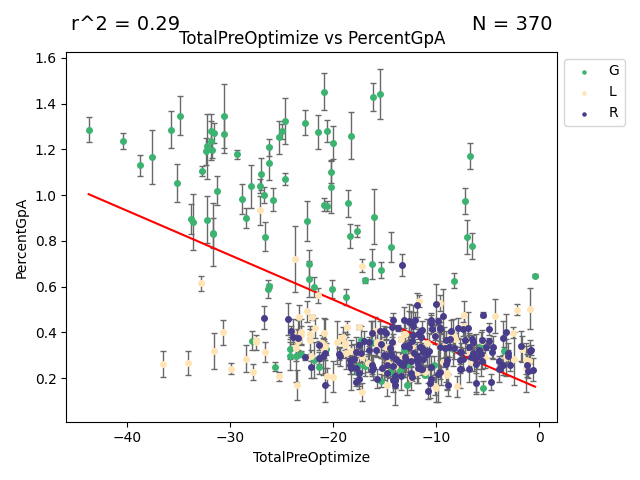 r^2 = 0.29
N = 370
TotalPreOptimize vs PercentGpA
G
L
R
1.6
1.4
1.2
1.0
0.8
0.6
0.4
0.2
PercentGpA
−40
−30
−20
−10
0
TotalPreOptimize